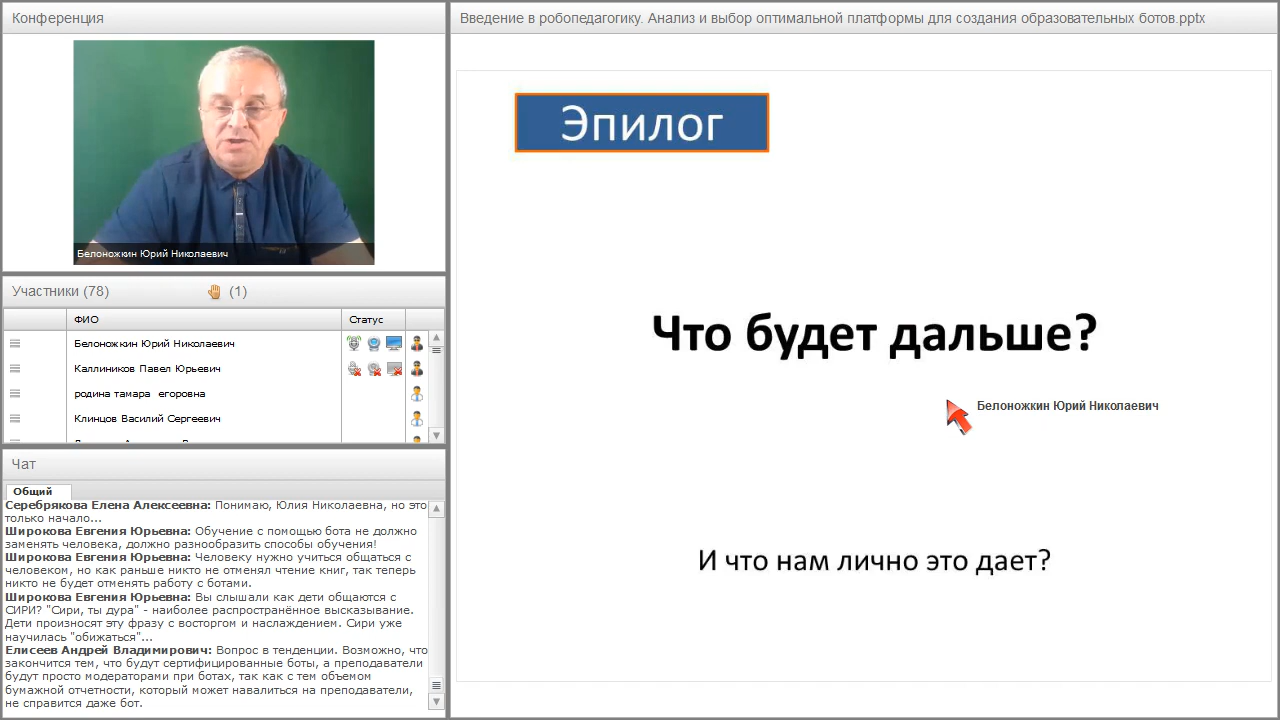 Конференция
Белоножкин Юрий Николаевич
Участники (78)
(1)
ФИО
Статус
Белоножкин Юрий Николаевич
Каллиников Павел Юрьевич
родина тамара егоровна
Клинцов Василий Сергеевич
Чат
Общий
Серебрякова Елена Алексеевна: Понимаю, Юлия Николаевна, но это
только начало...
Широкова Евгения Юрьевна: Обучение с помощью бота не должно
заменять человека, должно разнообразить способы обучения!
Широкова Евгения Юрьевна: Человеку нужно учиться общаться с
человеком, но как раньше никто не отменял чтение книг, так теперь
никто не будет отменять работу с ботами.
Широкова Евгения Юрьевна: Вы слышали как дети общаются с
СИРИ? "Сири, ты дура" - наиболее распространённое высказывание.
Дети произносят эту фразу с восторгом и наслаждением. Сири уже
научилась "обижаться"...
Елисеев Андрей Владимирович: Вопрос в тенденции. Возможно, что
закончится тем, что будут сертифицированные боты, а преподаватели
будут просто модераторами при ботах, так как с тем объемом
бумажной отчетности, который может навалиться на преподаватели,
не справится даже бот.
Введение в робопедагогику. Анализ и выбор оптимальной платформы для создания образовательных ботов.pptx
Эпилог
Что будет дальше?
Белоножкин Юрий Николаевич
И что нам лично это дает?